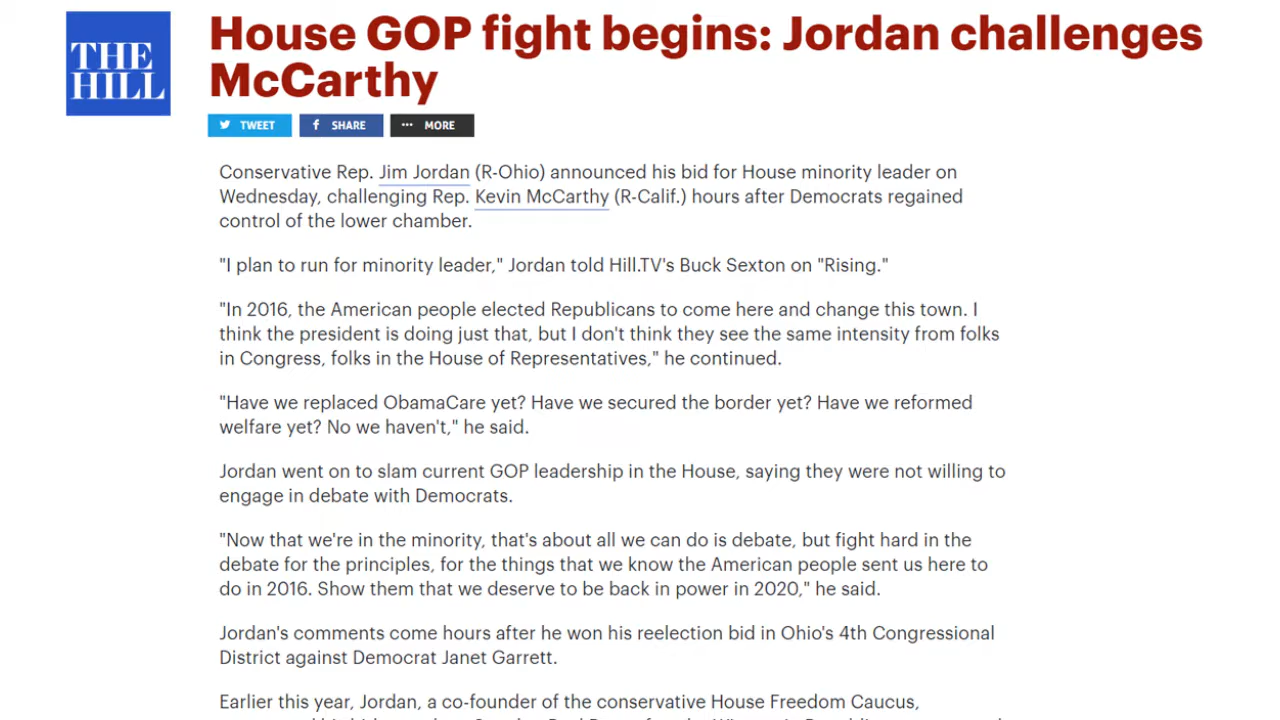 THE
HILL
House GOP fight begins: Jordan challenges
McCarthy
TWEET
SHARE
MORE
Conservative Rep. Jim Jordan (R-Ohio) announced his bid for House minority leader on
Wednesday, challenging Rep. Kevin McCarthy (R-Calif.) hours after Democrats regained
control of the lower chamber.
"I plan to run for minority leader," Jordan told Hill.TV's Buck Sexton on "Rising."
"In 2016, the American people elected Republicans to come here and change this town. I
think the president is doing just that, but I don't think they see the same intensity from folks
in Congress, folks in the House of Representatives," he continued.
"Have we replaced ObamaCare yet? Have we secured the border yet? Have we reformed
welfare yet? No we haven't," he said.
Jordan went on to slam current GOP leadership in the House, saying they were not willing to
engage in debate with Democrats.
"Now that we're in the minority, that's about all we can do is debate, but fight hard in the
debate for the principles, for the things that we know the American people sent us here to
do in 2016. Show them that we deserve to be back in power in 2020," he said.
Jordan's comments come hours after he won his reelection bid in Ohio's 4th Congressional
District against Democrat Janet Garrett.
Earlier this year, Jordan, a co-founder of the conservative House Freedom Caucus,